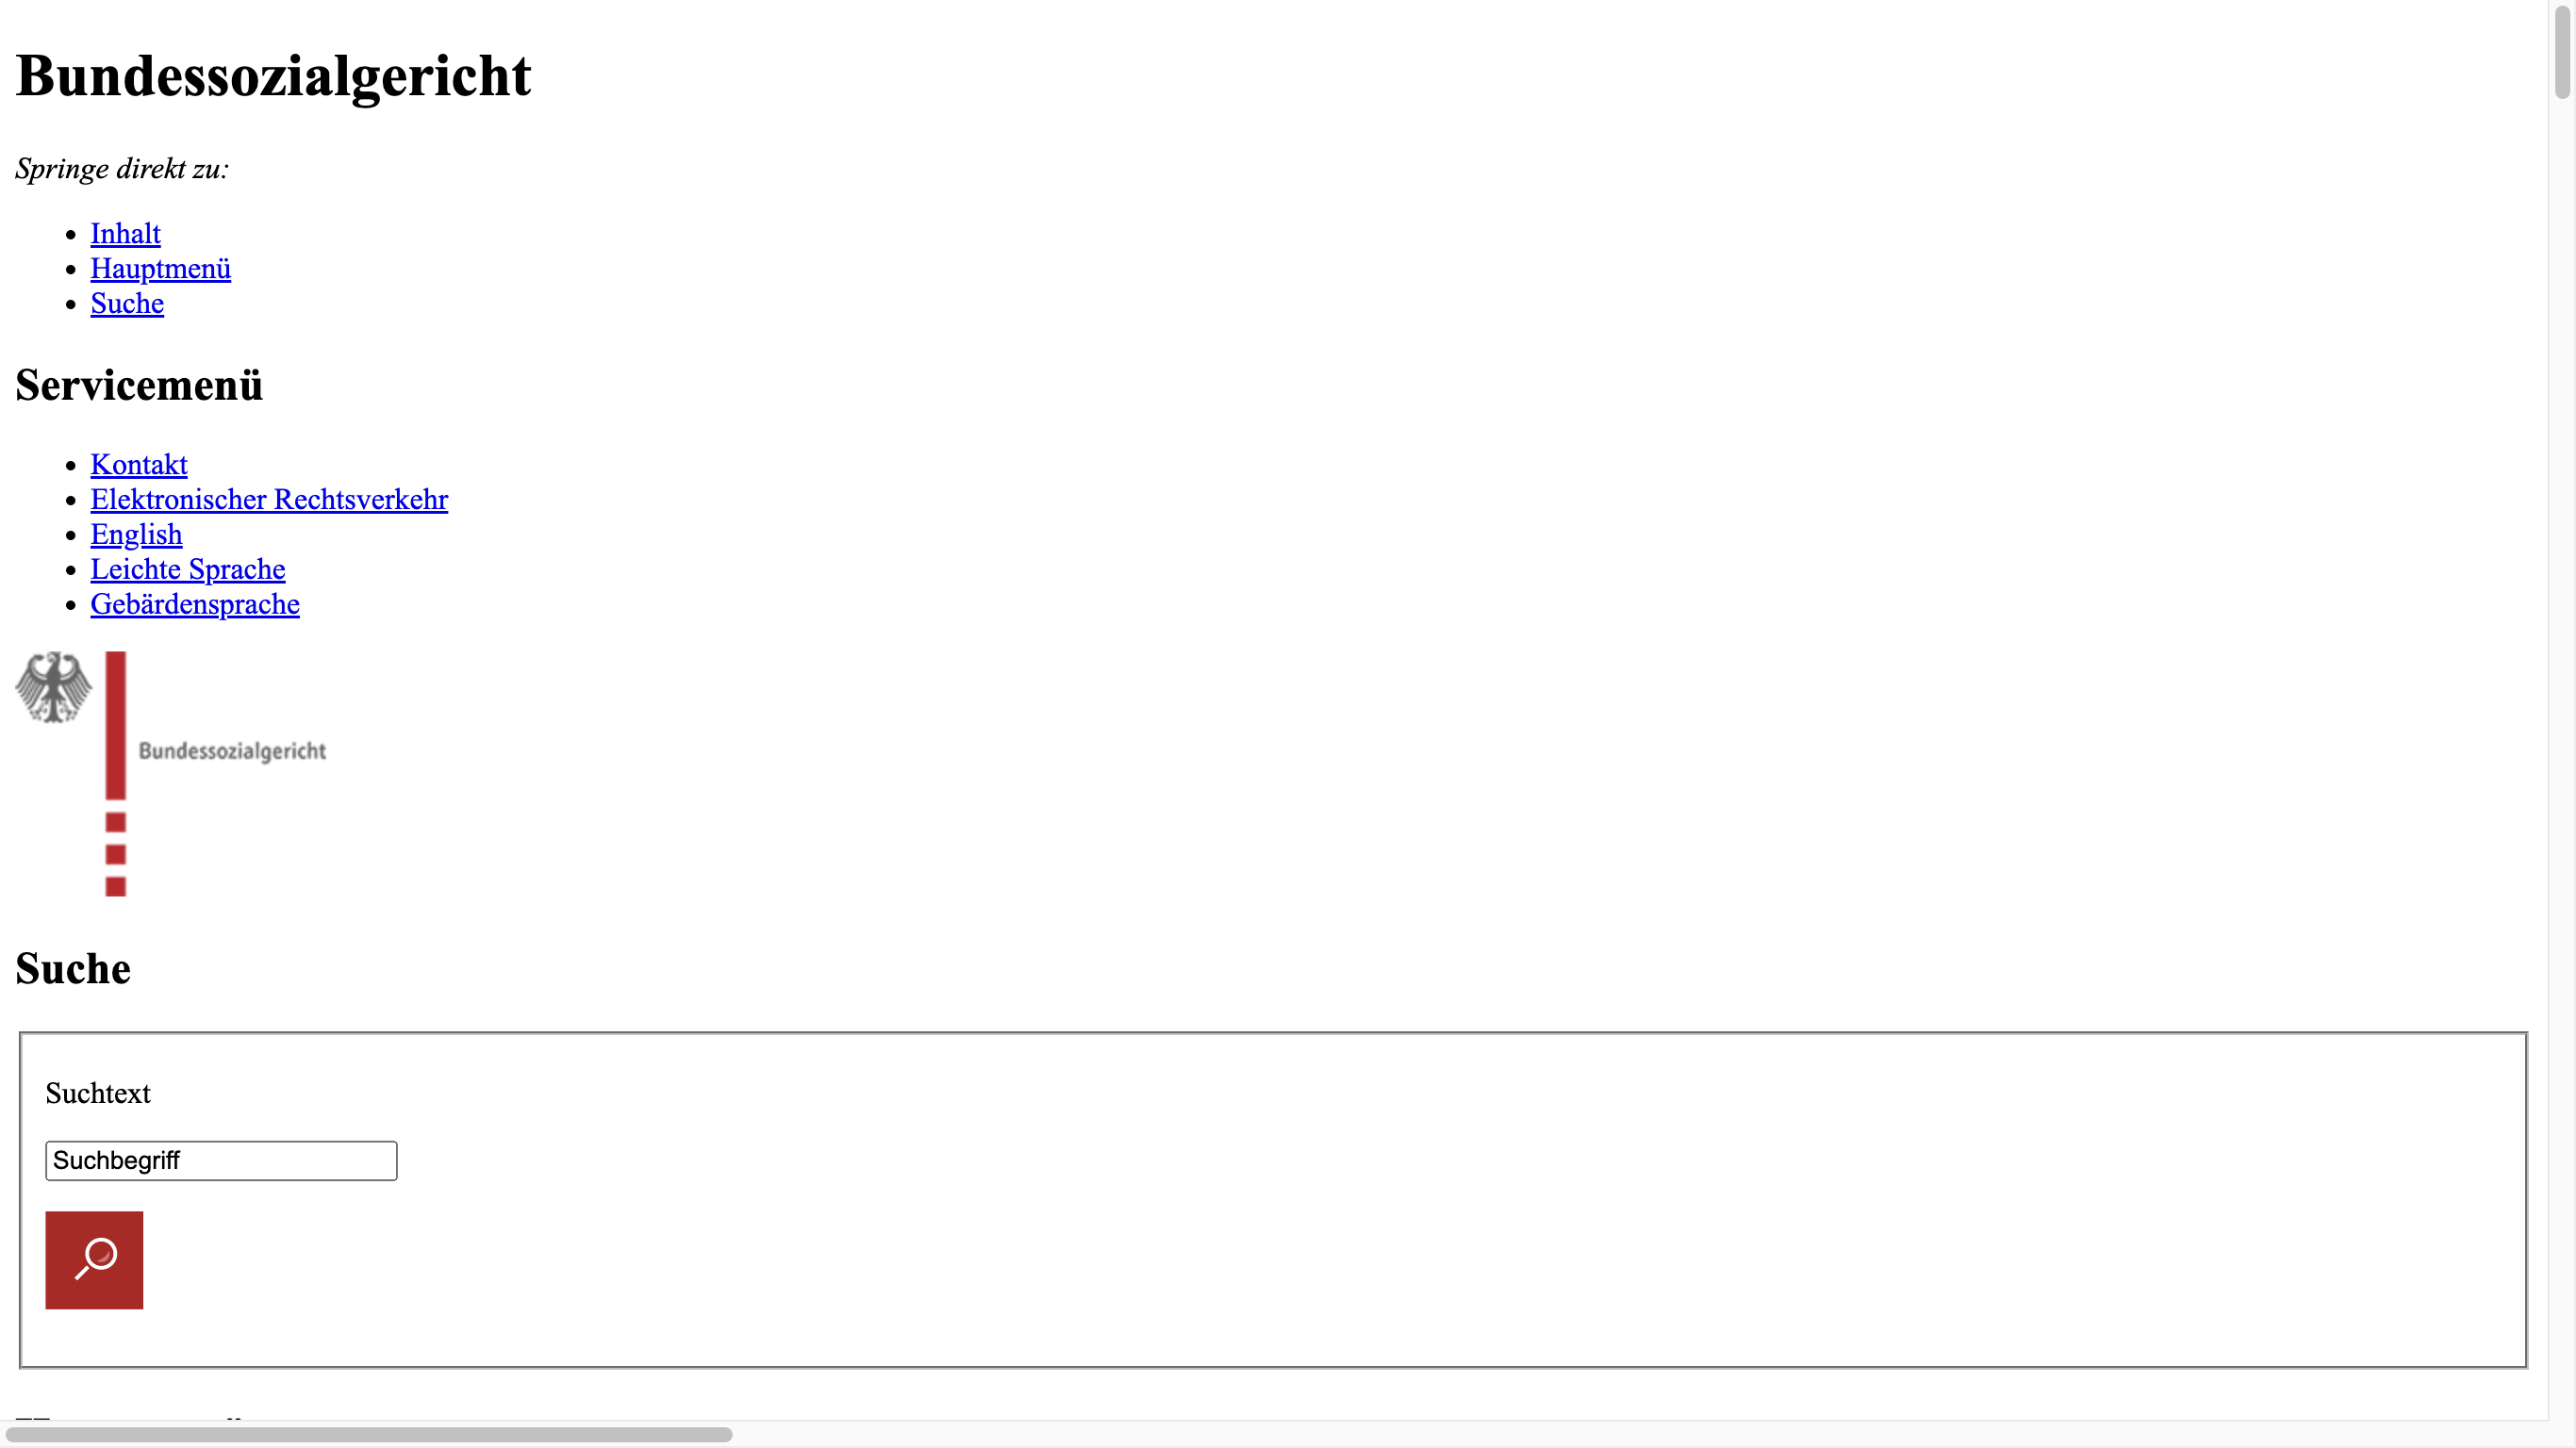 Bundessozialgericht
Springe direkt zu:
Inhalt
Hauptmenü
Suche
Servicemenü
Kontakt
Elektronischer Rechtsverkehr
English
Leichte Sprache
Gebärdensprache
Bundessozialgericht
Suche
Suchtext
Suchbegriff